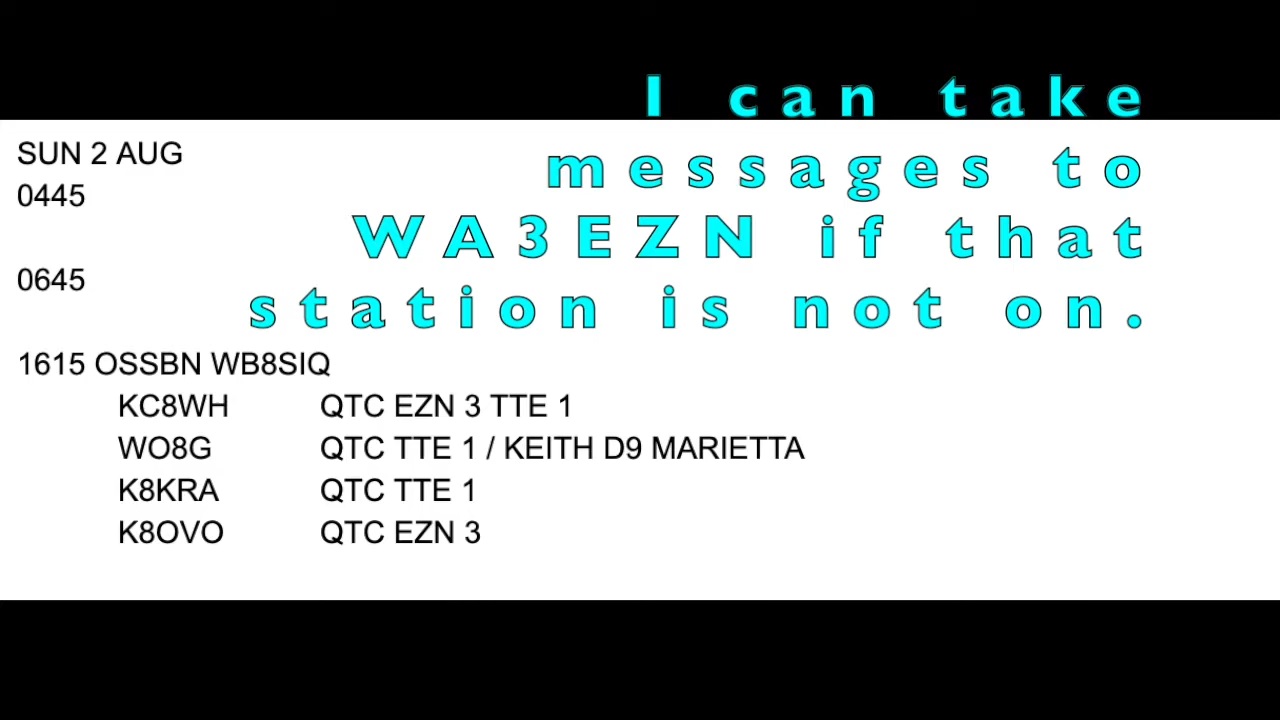 I can take
messages to
WA3EZN if that
station is not on.
SUN 2 AUG
0445
0645
1615 OSSBN WB8SIQ
KC8WH QTC EZN 3 TTE 1
WO8G QTC TTE 1 / KEITH D9 MARIETTA
K8KRA QTC TTE 1
K8OVO QTC EZN 3